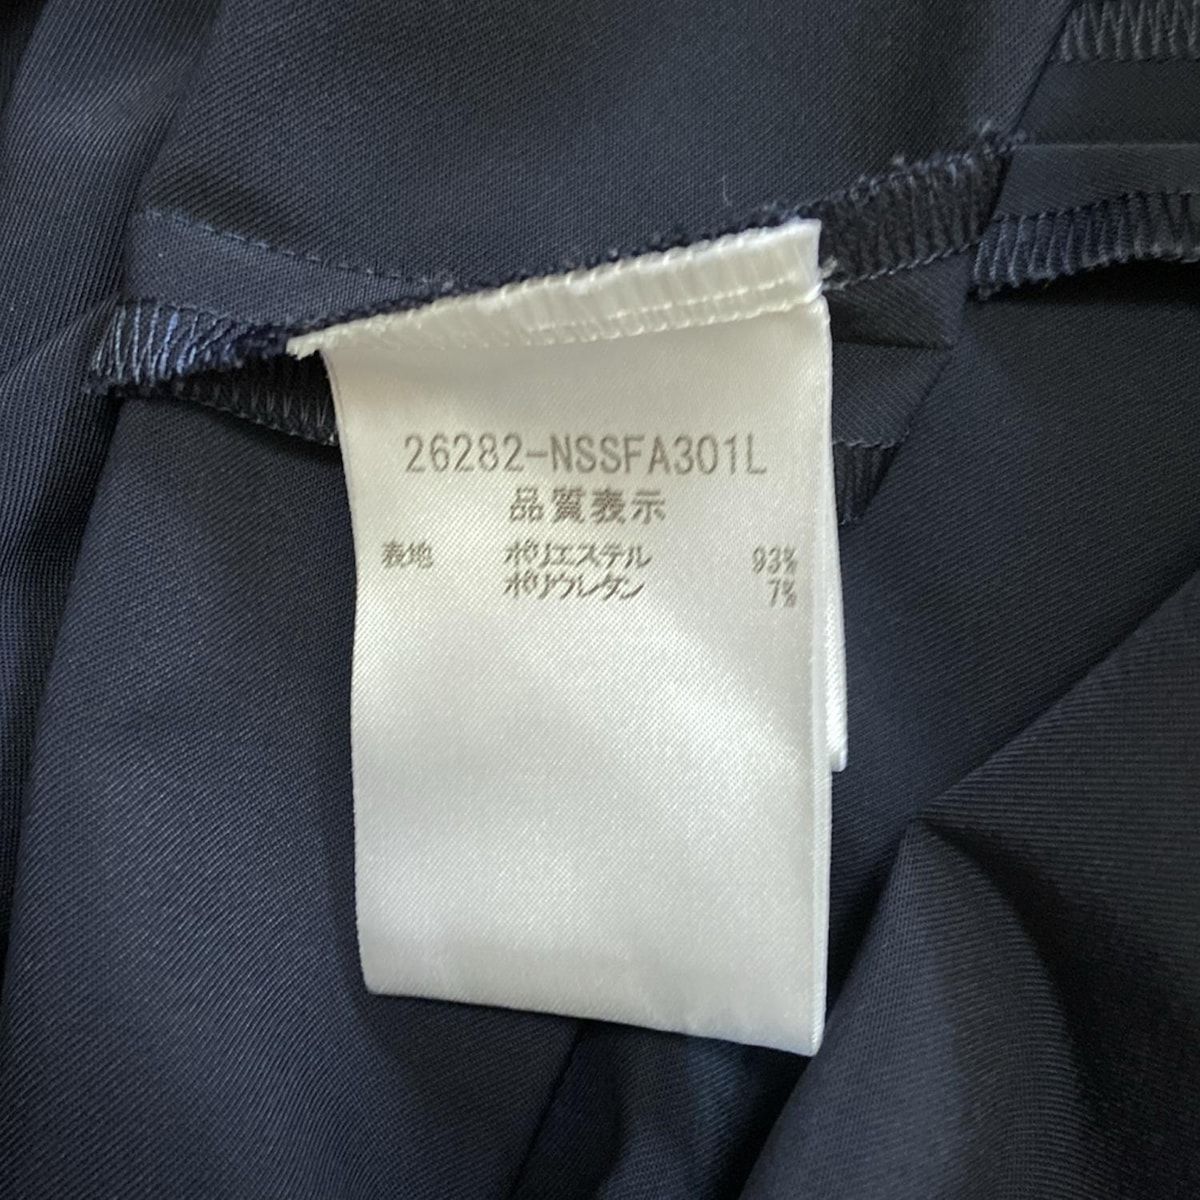 26282-NSSFA301L
品質表示
表地 ポリエステル 93%
ポリウレタン 7%